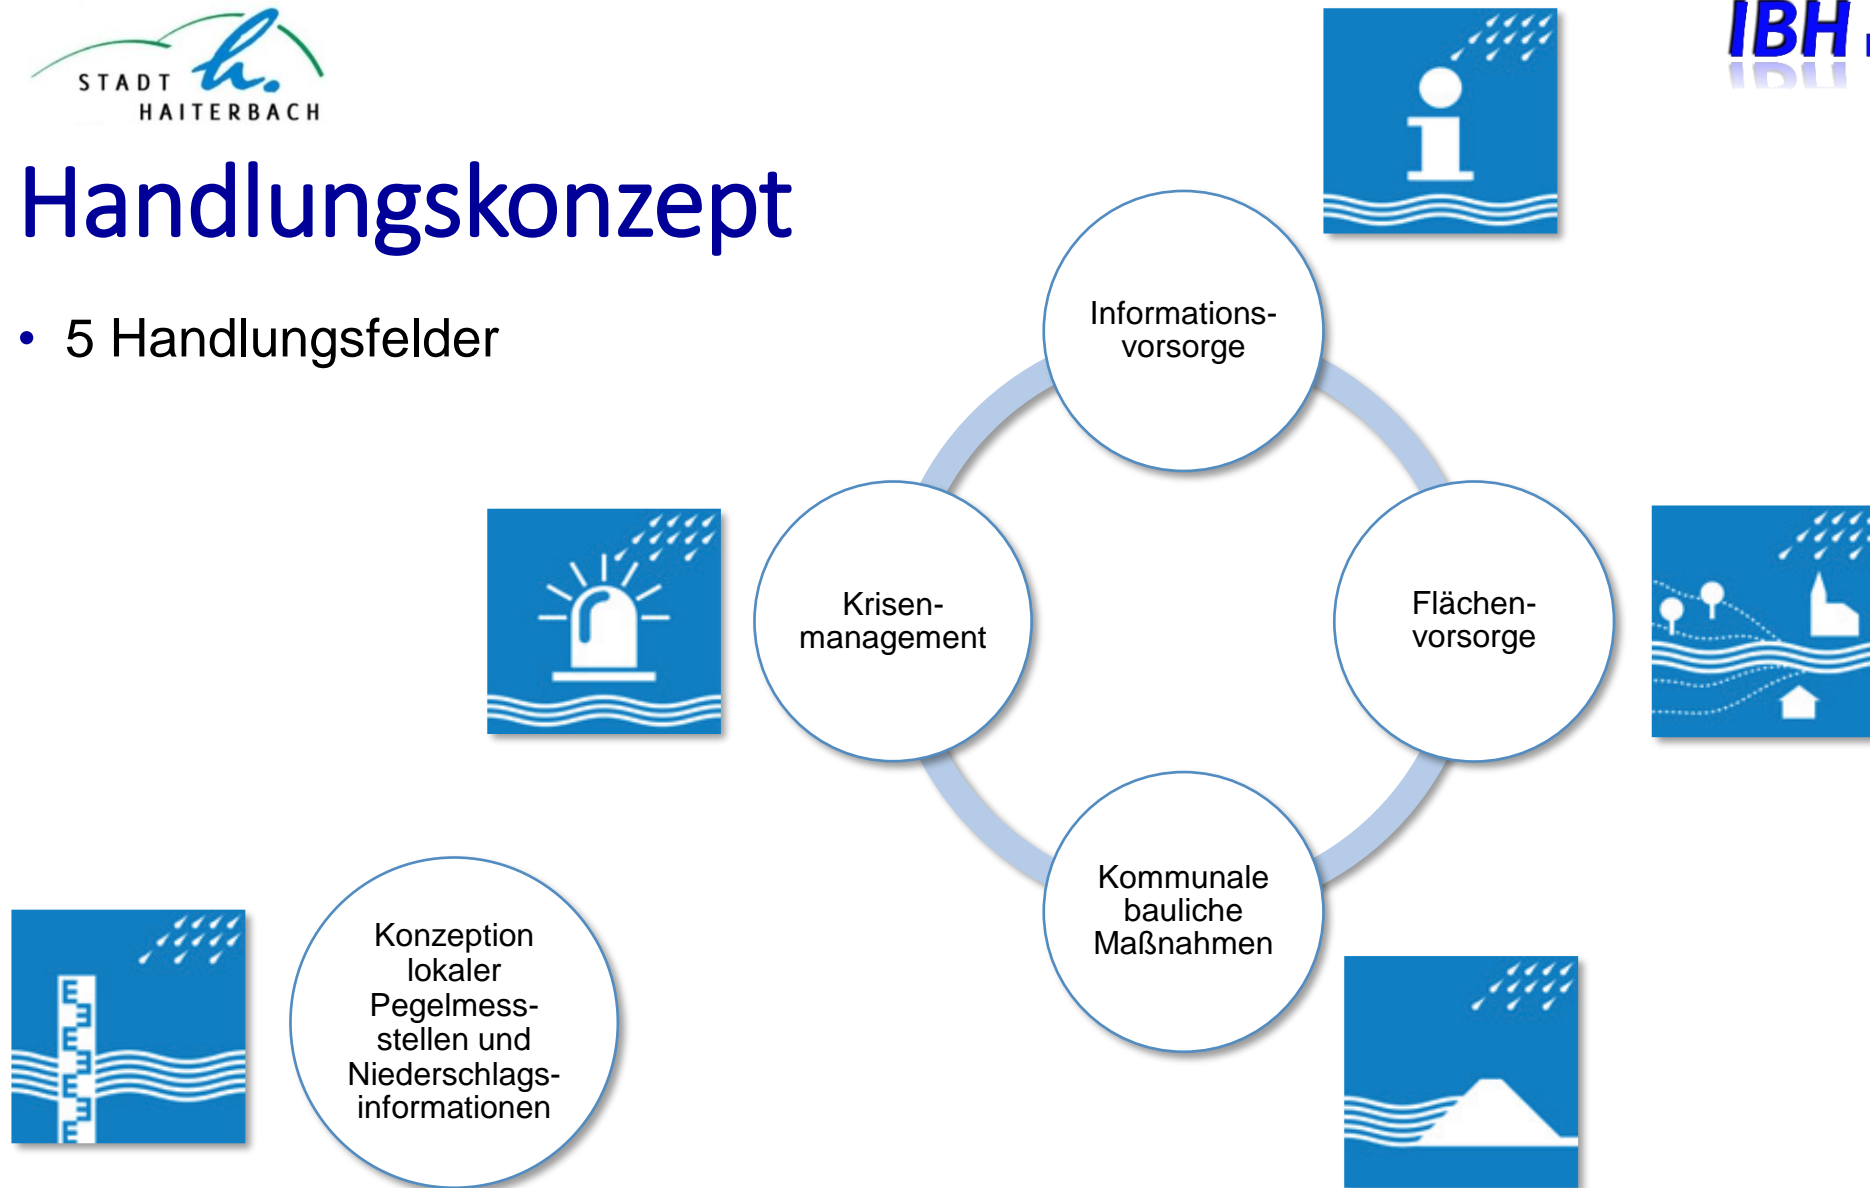 STADT
HAITERBACH
IBH
Handlungskonzept
• 5 Handlungsfelder
Informations-
vorsorge
Krisen-
management
Flächen-
vorsorge
Kommunale
bauliche
Maßnahmen
Konzeption
lokaler
Pegelmess-
stellen und
Niederschlags-
informationen